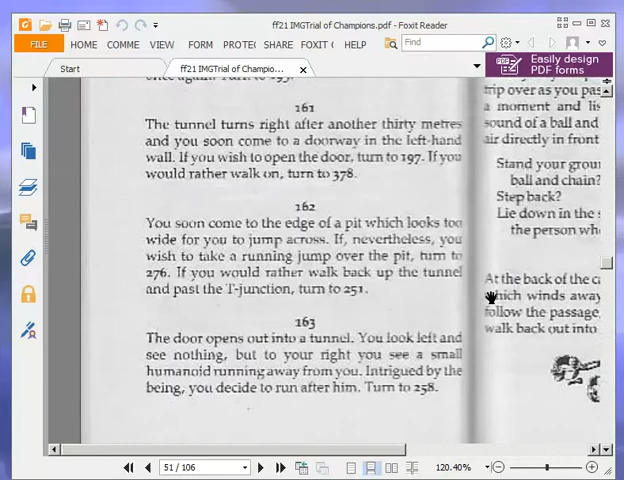 ff21 IMGTrial of Champions.pdf - Foxit Reader
FILE HOME COMME VIEW FORM PROTE SHARE FOXIT C HELP Find
Start ff21 IMGTrial of Champio...
Easily design
PDF forms
once again. Turn to 295.
161
The tunnel turns right after another thirty metres
and you soon come to a doorway in the left-hand
wall. If you wish to open the door, turn to 197. If you
would rather walk on, turn to 378.
162
You soon come to the edge of a pit which looks too
wide for you to jump across. If, nevertheless, you
wish to take a running jump over the pit, turn to
276. If you would rather walk back up the tunnel
and past the T-junction, turn to 251.
163
The door opens out into a tunnel. You look left and
see nothing, but to your right you see a small
humanoid running away from you. Intrigued by the
being, you decide to run after him. Turn to 258.
trip over as you pas
a moment and lis
sound of a ball and
air directly in front
Stand your groun
ball and chain?
Step back?
Lie down in the s
the person who
At the back of the ca
which winds away
follow the passage,
walk back out into
51 / 106
120.40%